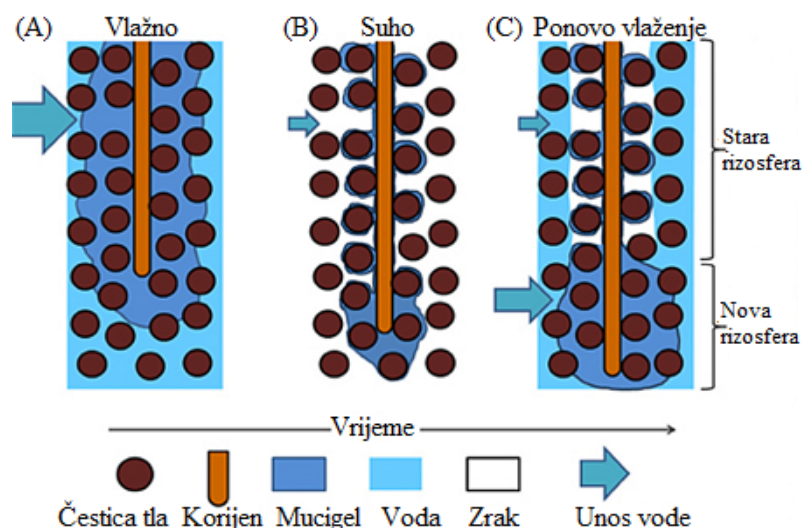 (A) Vlažno
(B) Suho
(C) Ponovo vlaženje
Stara
rizosfera
Nova
rizosfera
Vrijeme
Čestica tla Korijen Mucigel Voda Zrak Unos vode